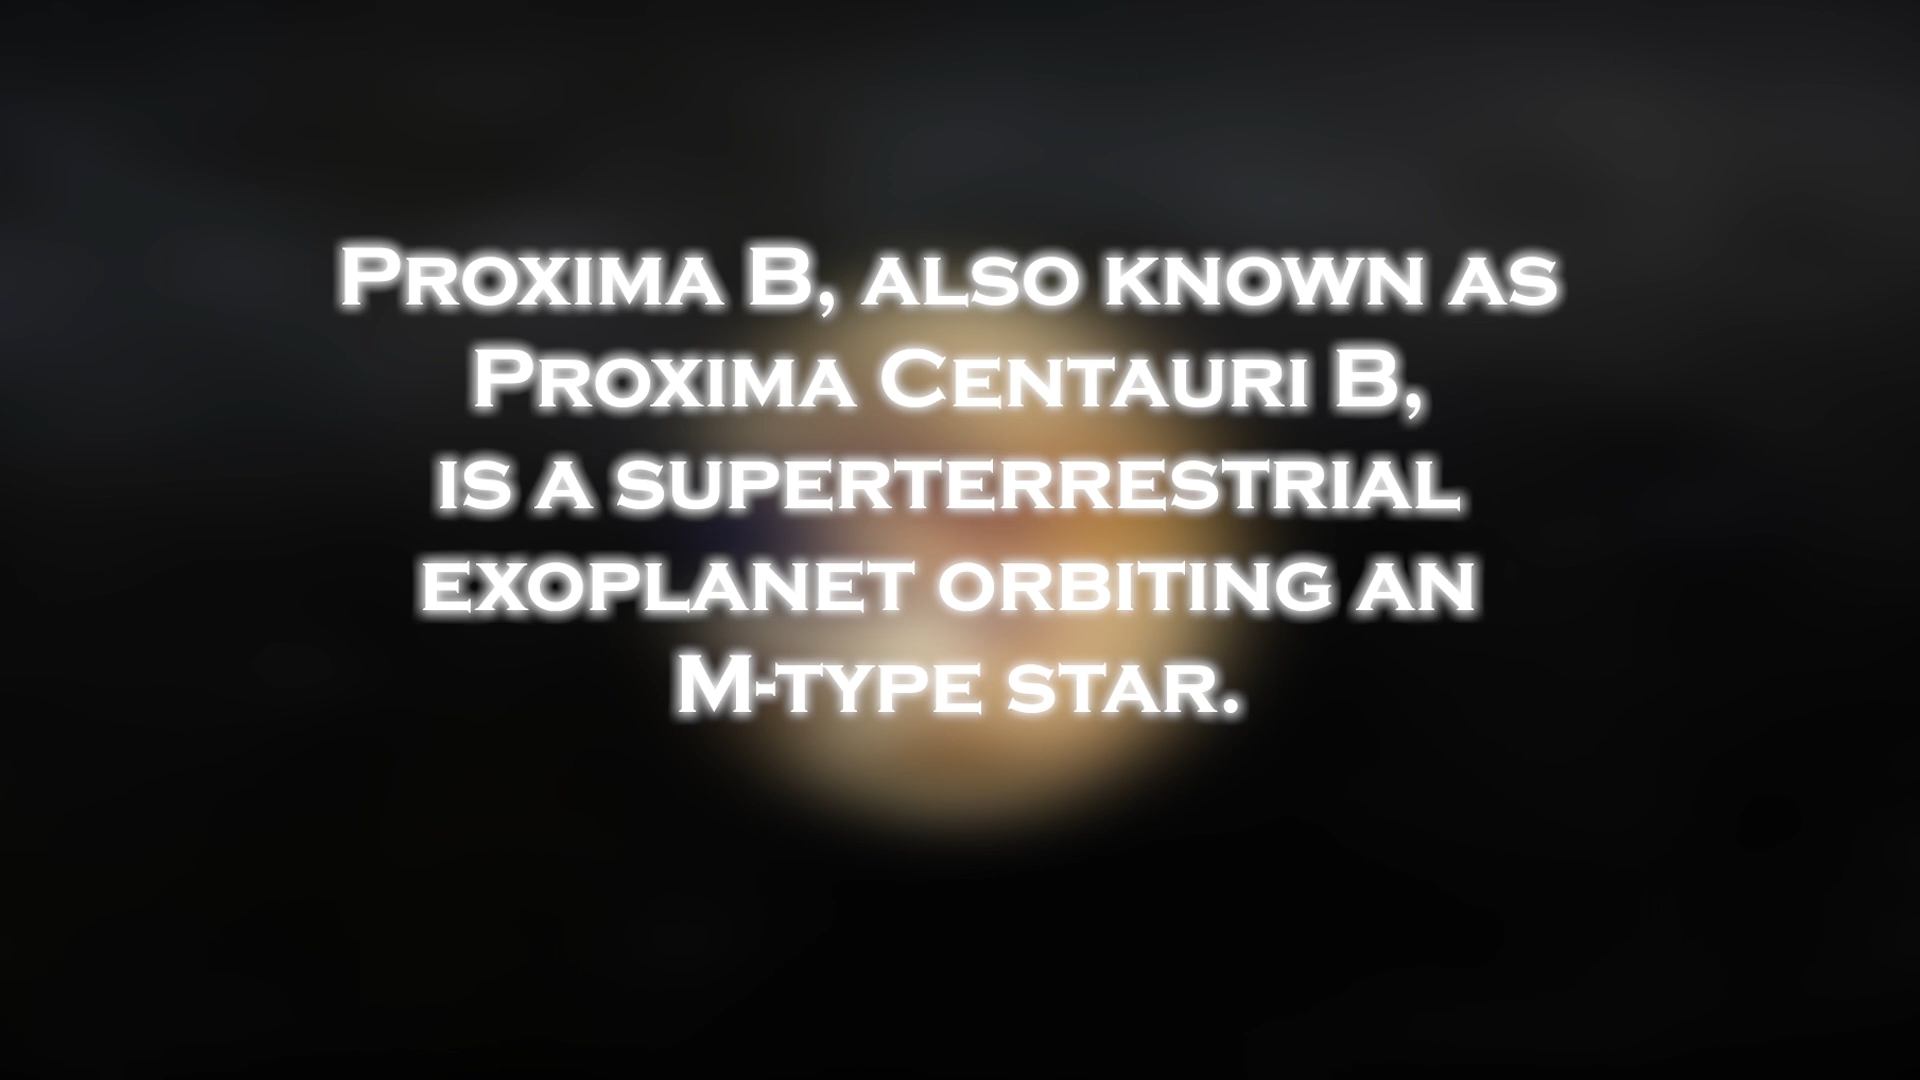 Proxima B, also known as
Proxima Centauri B,
is a superterrestrial
exoplanet orbiting an
M-type star.